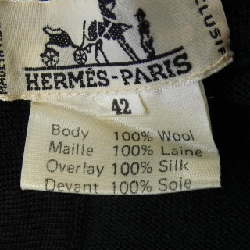 HERMÈS-PARIS
42
Body 100% Wool
Maille 100% Laine
Overlay 100% Silk
Devant 100% Soie